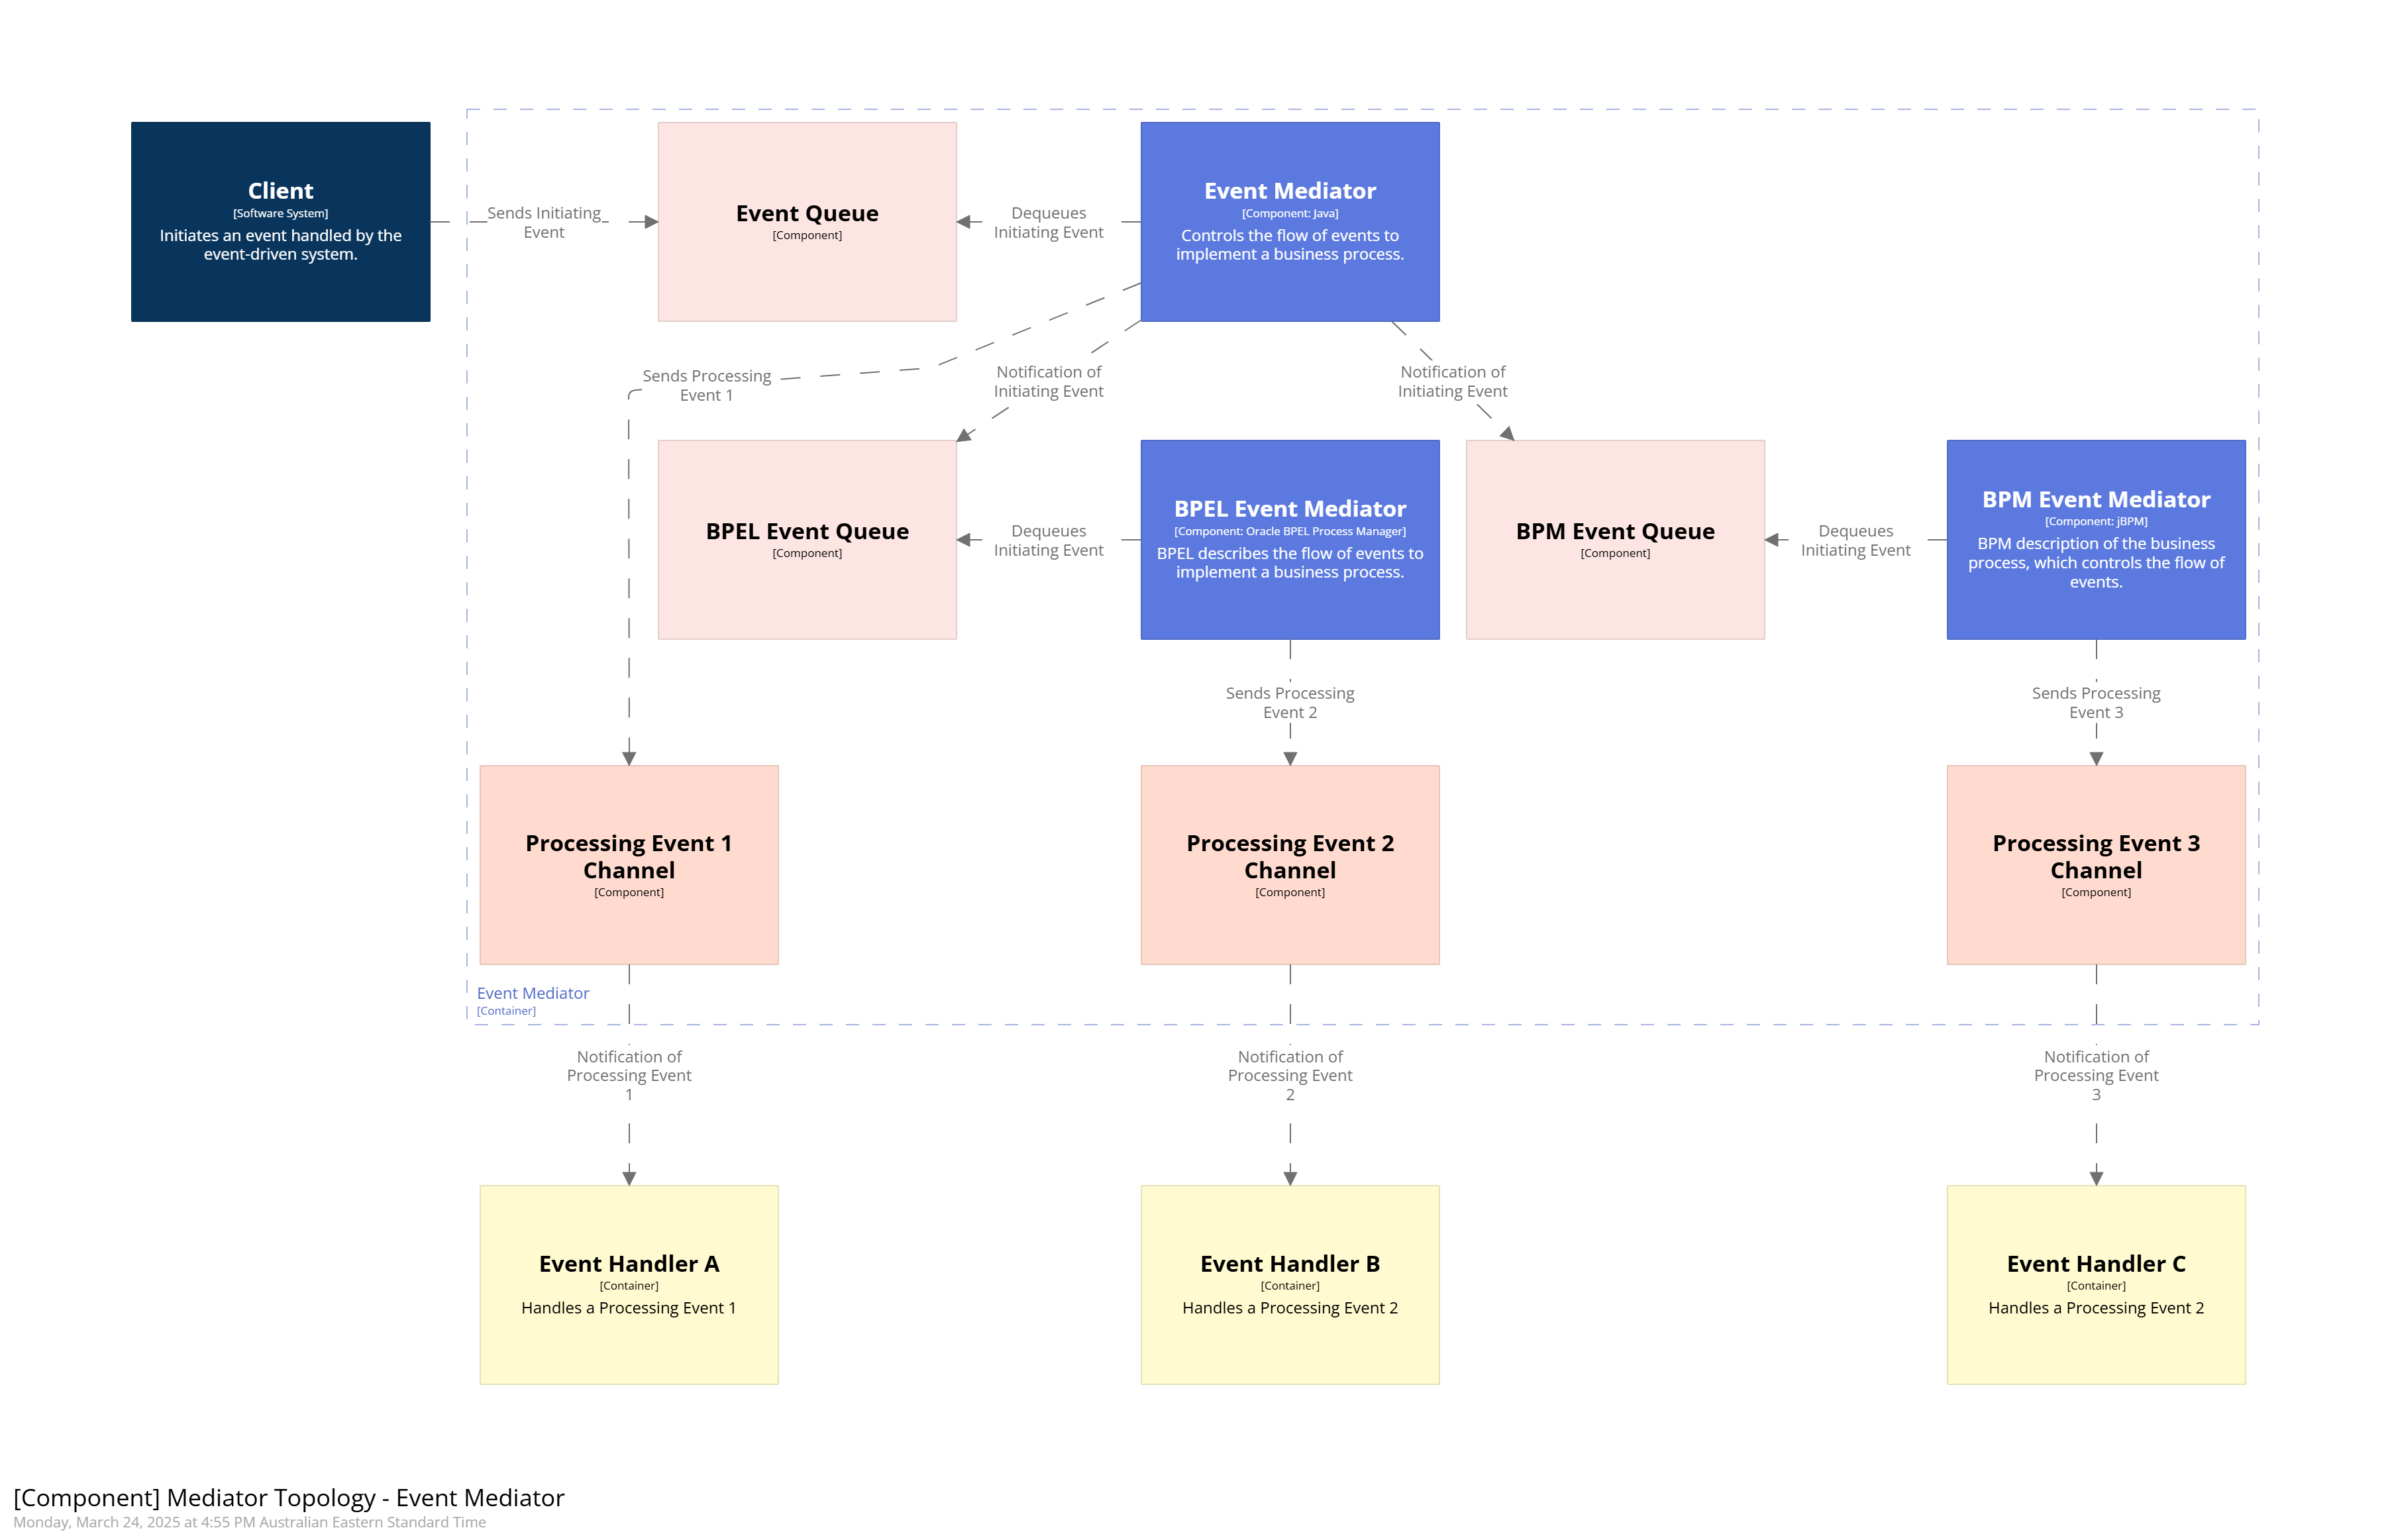 Client
[Software System]
Initiates an event handled by the
event-driven system.
Sends Initiating
Event
Event Queue
[Component]
Dequeues
Initiating Event
Event Mediator
[Component: Java]
Controls the flow of events to
implement a business process.
Sends Processing
Event 1
Notification of
Initiating Event
Notification of
Initiating Event
BPEL Event Queue
[Component]
Dequeues
Initiating Event
BPEL Event Mediator
[Component: Oracle BPEL Process Manager]
BPEL describes the flow of events to
implement a business process.
BPM Event Queue
[Component]
Dequeues
Initiating Event
BPM Event Mediator
[Component: jBPM]
BPM description of the business
process, which controls the flow of
events.
Sends Processing
Event 2
Sends Processing
Event 3
Processing Event 1
Channel
[Component]
Processing Event 2
Channel
[Component]
Processing Event 3
Channel
[Component]
Event Mediator
[Container]
Notification of
Processing Event
1
Notification of
Processing Event
2
Notification of
Processing Event
3
Event Handler A
[Container]
Handles a Processing Event 1
Event Handler B
[Container]
Handles a Processing Event 2
Event Handler C
[Container]
Handles a Processing Event 2
[Component] Mediator Topology - Event Mediator
Monday, March 24, 2025 at 4:55 PM Australian Eastern Standard Time